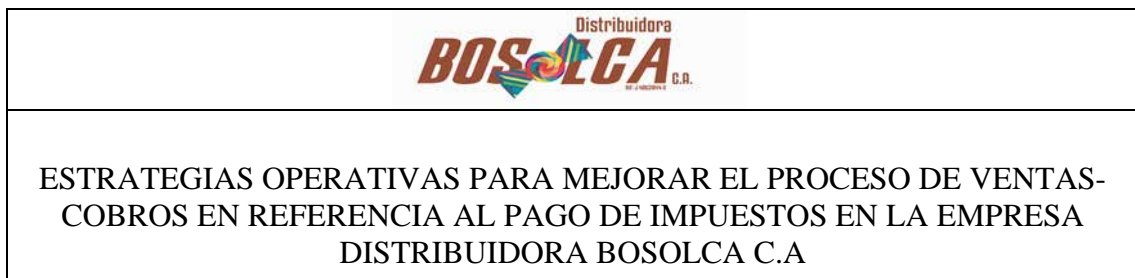 Distribuidora
BOSOLCA C.A.
ESTRATEGIAS OPERATIVAS PARA MEJORAR EL PROCESO DE VENTAS-
COBROS EN REFERENCIA AL PAGO DE IMPUESTOS EN LA EMPRESA
DISTRIBUIDORA BOSOLCA C.A